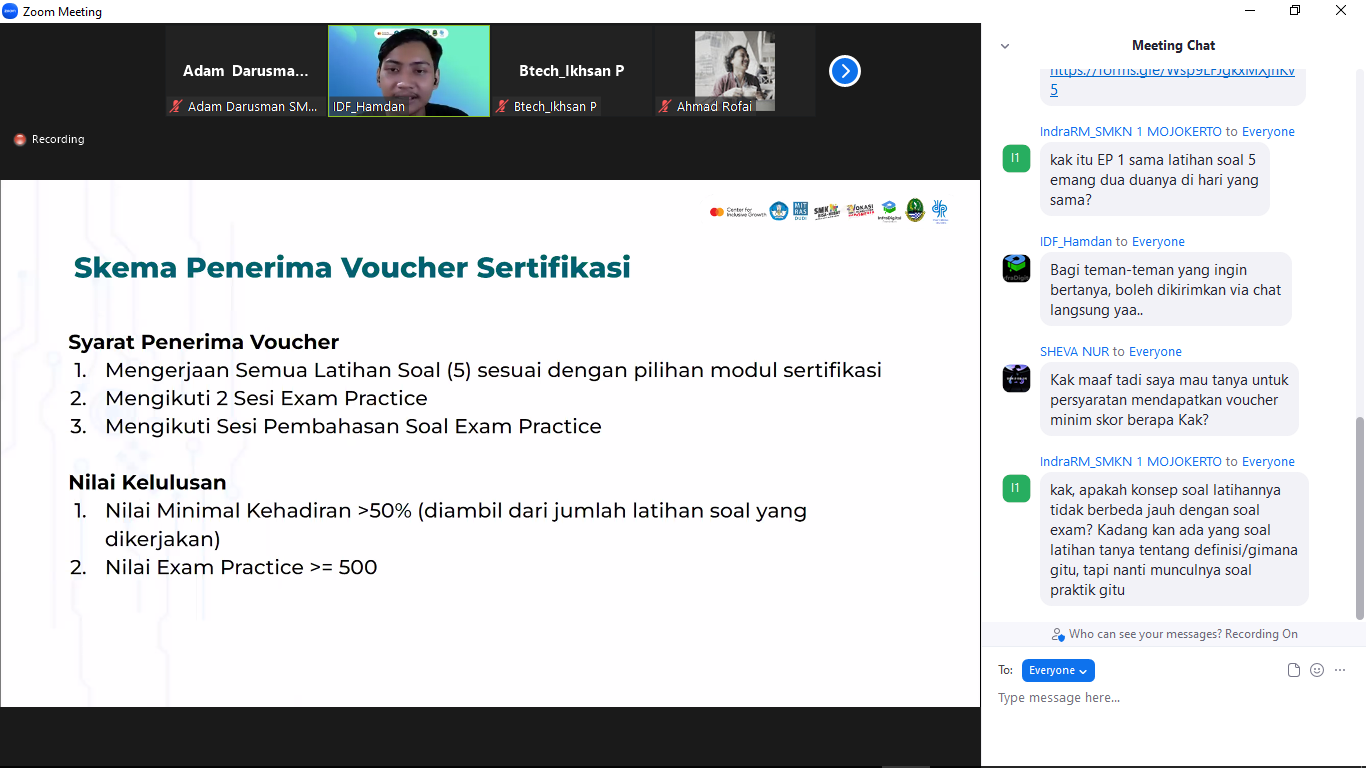 Zoom Meeting
Adam Darusma...
Btech_Ikhsan P
Adam Darusman SM...
IDF_Hamdan
Btech_Ikhsan P
Ahmad Rofai
Recording
Center for
Inclusive Growth
MIT
RAS
DUDI
SMK
VOKASI
InfraDigital
Skema Penerima Voucher Sertifikasi
Syarat Penerima Voucher
1. Mengerjaan Semua Latihan Soal (5) sesuai dengan pilihan modul sertifikasi
2. Mengikuti 2 Sesi Exam Practice
3. Mengikuti Sesi Pembahasan Soal Exam Practice
Nilai Kelulusan
1. Nilai Minimal Kehadiran >50% (diambil dari jumlah latihan soal yang
dikerjakan)
2. Nilai Exam Practice >= 500
Meeting Chat
5
IndraRM_SMKN 1 MOJOKERTO to Everyone
I1
kak itu EP 1 sama latihan soal 5
emang dua duanya di hari yang
sama?
IDF_Hamdan to Everyone
Bagi teman-teman yang ingin
bertanya, boleh dikirimkan via chat
langsung yaa..
SHEVA NUR to Everyone
Kak maaf tadi saya mau tanya untuk
persyaratan mendapatkan voucher
minim skor berapa Kak?
IndraRM_SMKN 1 MOJOKERTO to Everyone
I1
kak, apakah konsep soal latihannya
tidak berbeda jauh dengan soal
exam? Kadang kan ada yang soal
latihan tanya tentang definisi/gimana
gitu, tapi nanti munculnya soal
praktik gitu
Who can see your messages? Recording On
To: Everyone
Type message here...